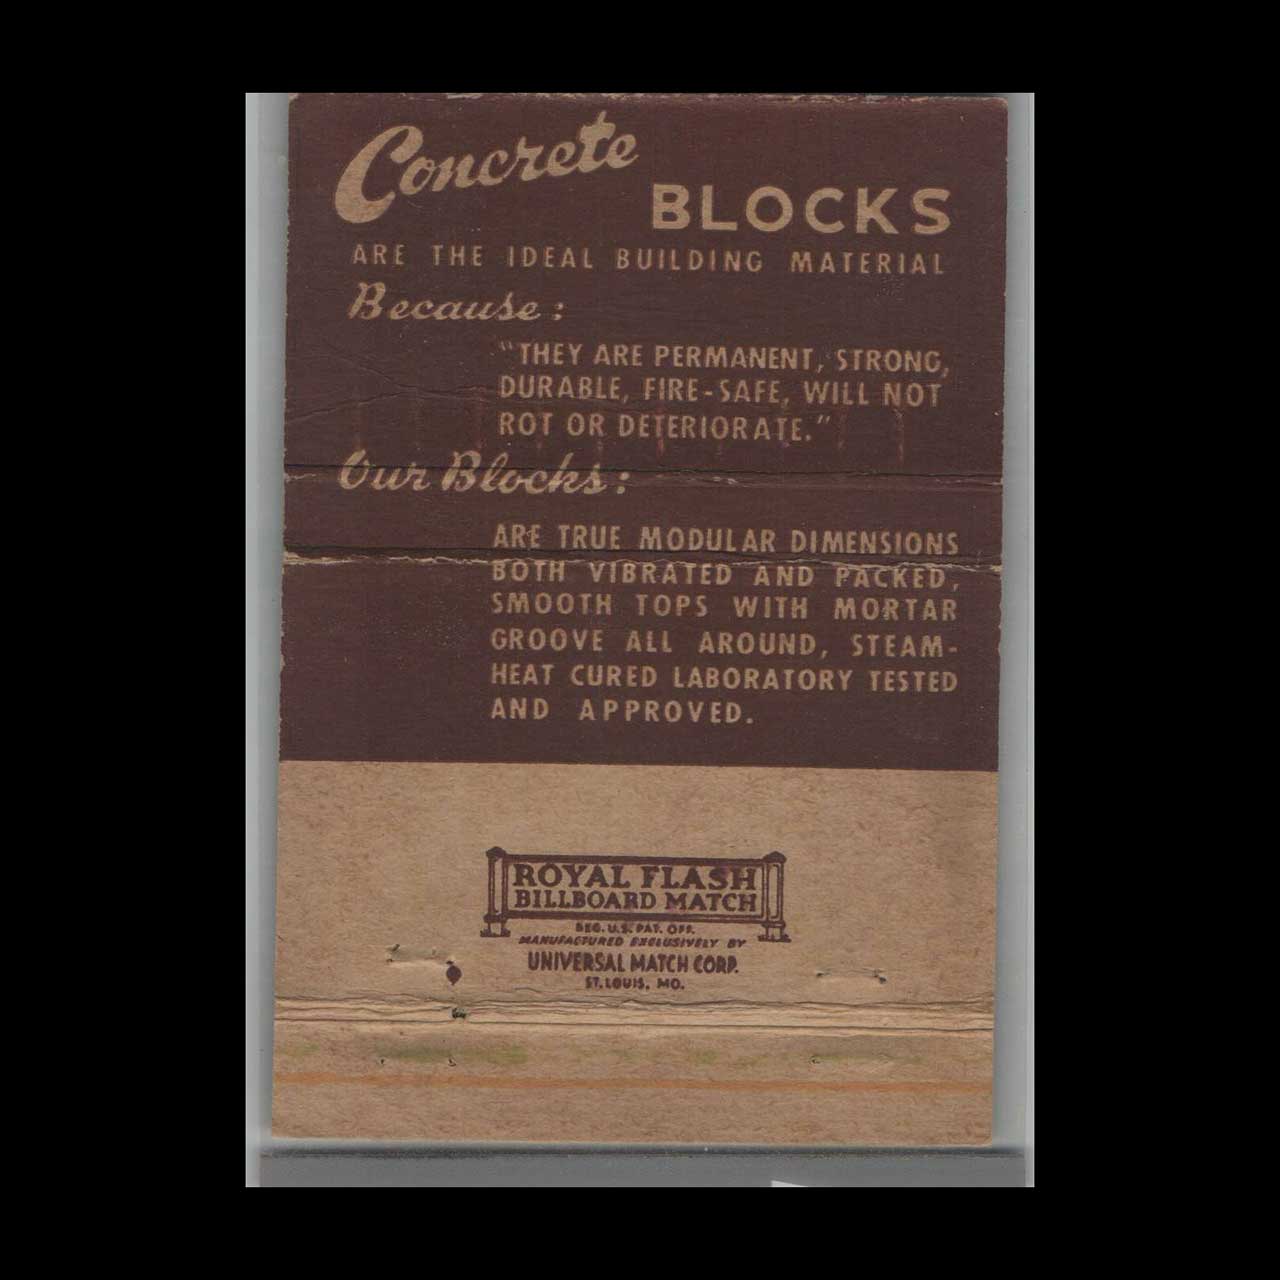 Concrete
BLOCKS
ARE THE IDEAL BUILDING MATERIAL
Because:
"THEY ARE PERMANENT, STRONG,
DURABLE, FIRE-SAFE, WILL NOT
ROT OR DETERIORATE."
Our Blocks:
ARE TRUE MODULAR DIMENSIONS
BOTH VIBRATED AND PACKED,
SMOOTH TOPS WITH MORTAR
GROOVE ALL AROUND, STEAM-
HEAT CURED LABORATORY TESTED
AND APPROVED.
ROYAL FLASH
BILLBOARD MATCH
REG. U.S. PAT. OFF.
MANUFACTURED EXCLUSIVELY BY
UNIVERSAL MATCH CORP.
ST. LOUIS, MO.